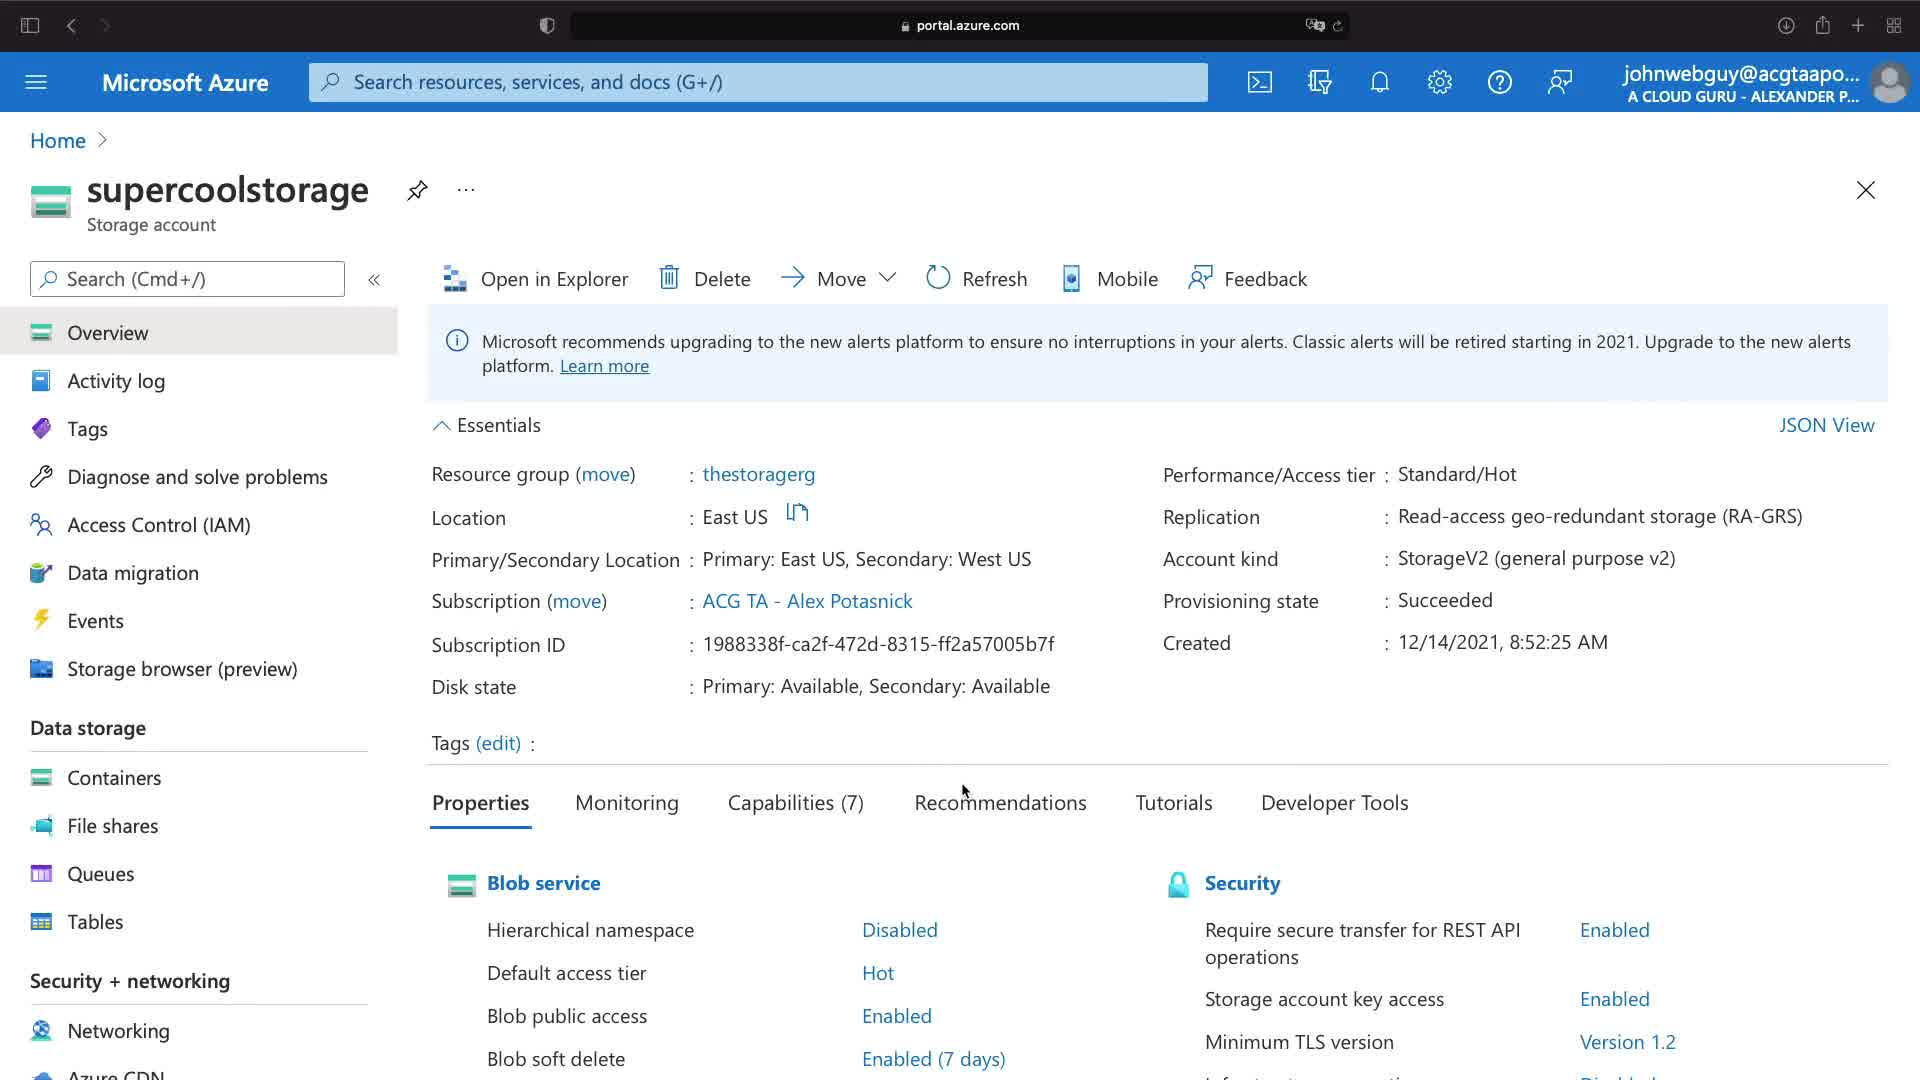 portal.azure.com
Microsoft Azure
Search resources, services, and docs (G+/)
johnwebguy@acgtaapo...
A CLOUD GURU - ALEXANDER P...
Home
supercoolstorage
...
Storage account
Search (Cmd+/)
«
Open in Explorer
Delete
Move
Refresh
Mobile
Feedback
Overview
Activity log
Tags
Diagnose and solve problems
Access Control (IAM)
Data migration
Events
Storage browser (preview)
Data storage
Containers
File shares
Queues
Tables
Security + networking
Networking
Azure CDN
Microsoft recommends upgrading to the new alerts platform to ensure no interruptions in your alerts. Classic alerts will be retired starting in 2021. Upgrade to the new alerts
platform. Learn more
Essentials
JSON View
Resource group (move) : thestoragerg
Location : East US
Primary/Secondary Location : Primary: East US, Secondary: West US
Subscription (move) : ACG TA - Alex Potasnick
Subscription ID : 1988338f-ca2f-472d-8315-ff2a57005b7f
Disk state : Primary: Available, Secondary: Available
Performance/Access tier : Standard/Hot
Replication : Read-access geo-redundant storage (RA-GRS)
Account kind : StorageV2 (general purpose v2)
Provisioning state : Succeeded
Created : 12/14/2021, 8:52:25 AM
Tags (edit) :
Properties
Monitoring
Capabilities (7)
Recommendations
Tutorials
Developer Tools
Blob service
Hierarchical namespace Disabled
Default access tier Hot
Blob public access Enabled
Blob soft delete Enabled (7 days)
Security
Require secure transfer for REST API Enabled
operations
Storage account key access Enabled
Minimum TLS version Version 1.2